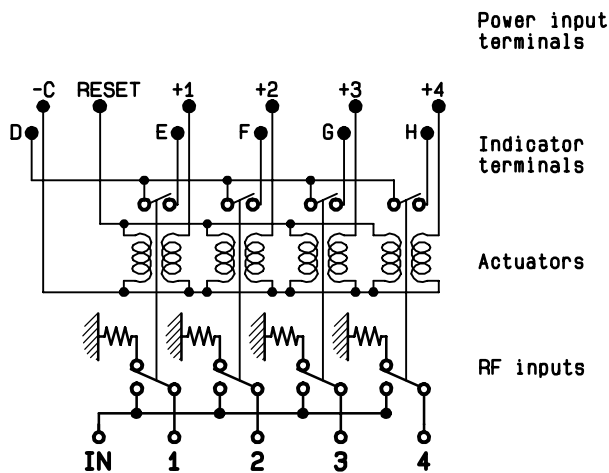 Power input
terminals
-C RESET +1 +2 +3 +4
D E F G H
Indicator
terminals
Actuators
RF inputs
IN 1 2 3 4